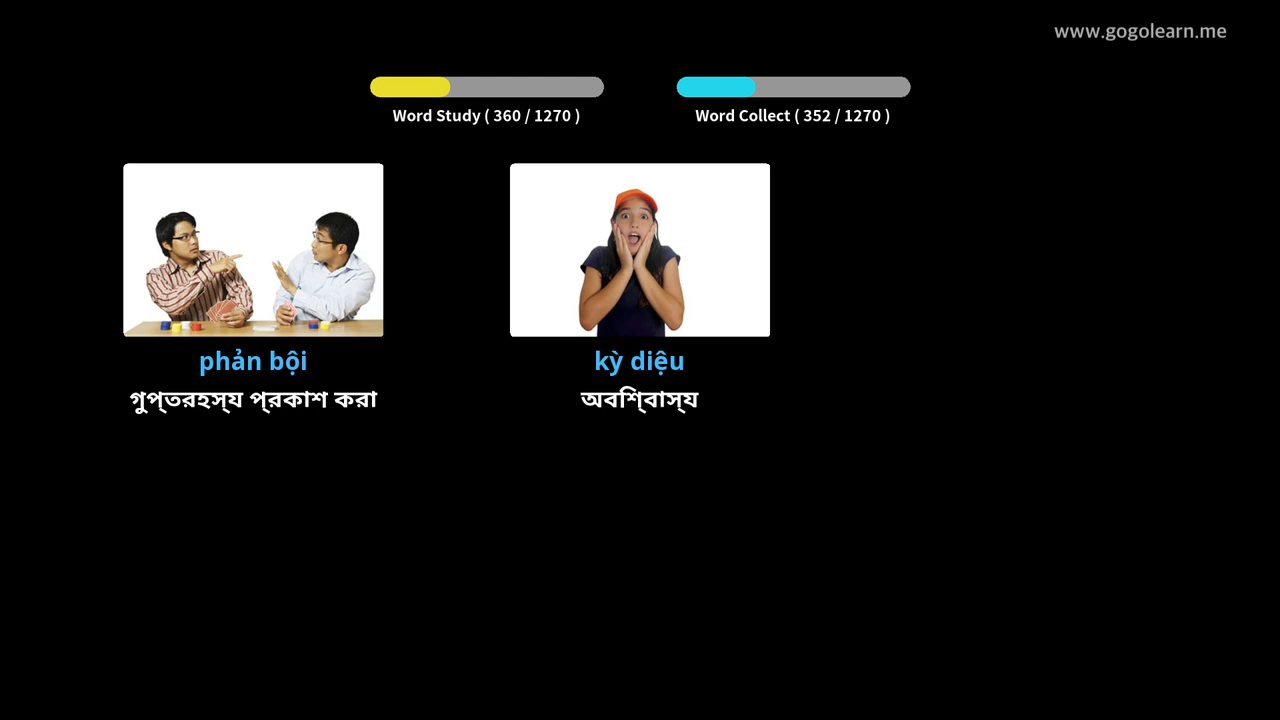 www.gogolearn.me
Word Study ( 360 / 1270 )
Word Collect ( 352 / 1270 )
phản bội
গুপ্তরহস্য প্রকাশ করা
kỳ diệu
অবিশ্বাস্য